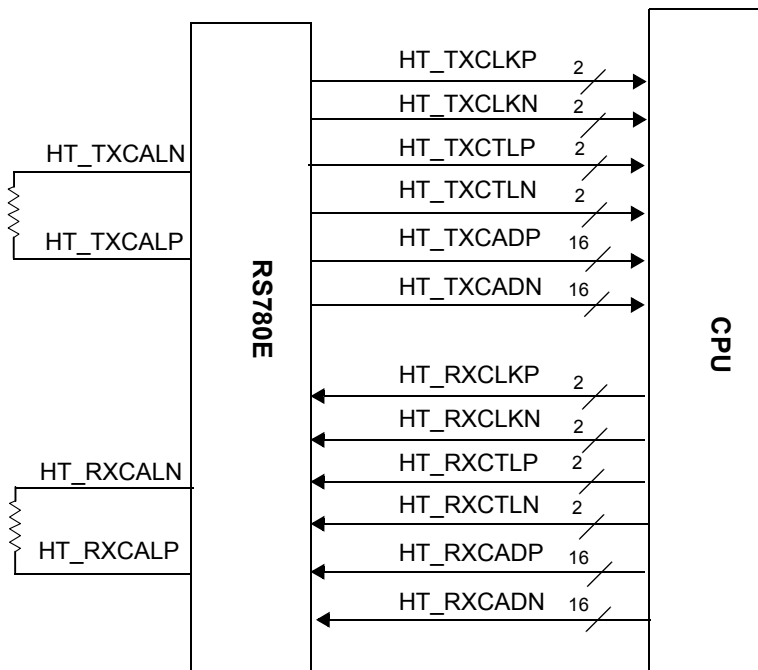 HT_TXCLKP 2
HT_TXCLKN 2
HT_TXCTLP 2
HT_TXCTLN 2
HT_TXCADP 16
HT_TXCADN 16
HT_TXCALN
HT_TXCALP
RS780E
CPU
HT_RXCLKP 2
HT_RXCLKN 2
HT_RXCTLP 2
HT_RXCTLN 2
HT_RXCADP 16
HT_RXCADN 16
HT_RXCALN
HT_RXCALP